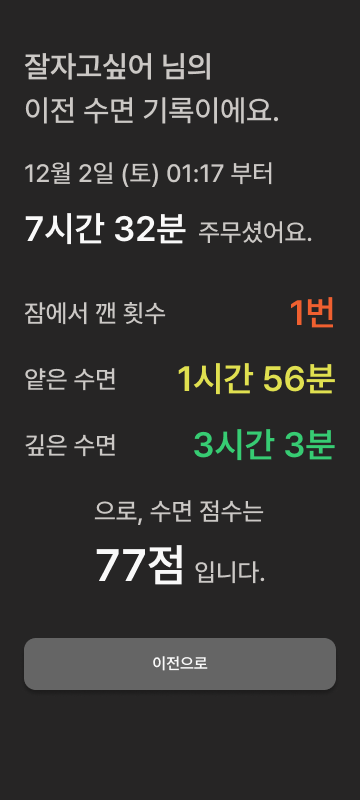 잘자고싶어 님의
이전 수면 기록이에요.
12월 2일 (토) 01:17 부터
7시간 32분 주무셨어요.
잠에서 깬 횟수 1번
얕은 수면 1시간 56분
깊은 수면 3시간 3분
으로, 수면 점수는
77점 입니다.
이전으로